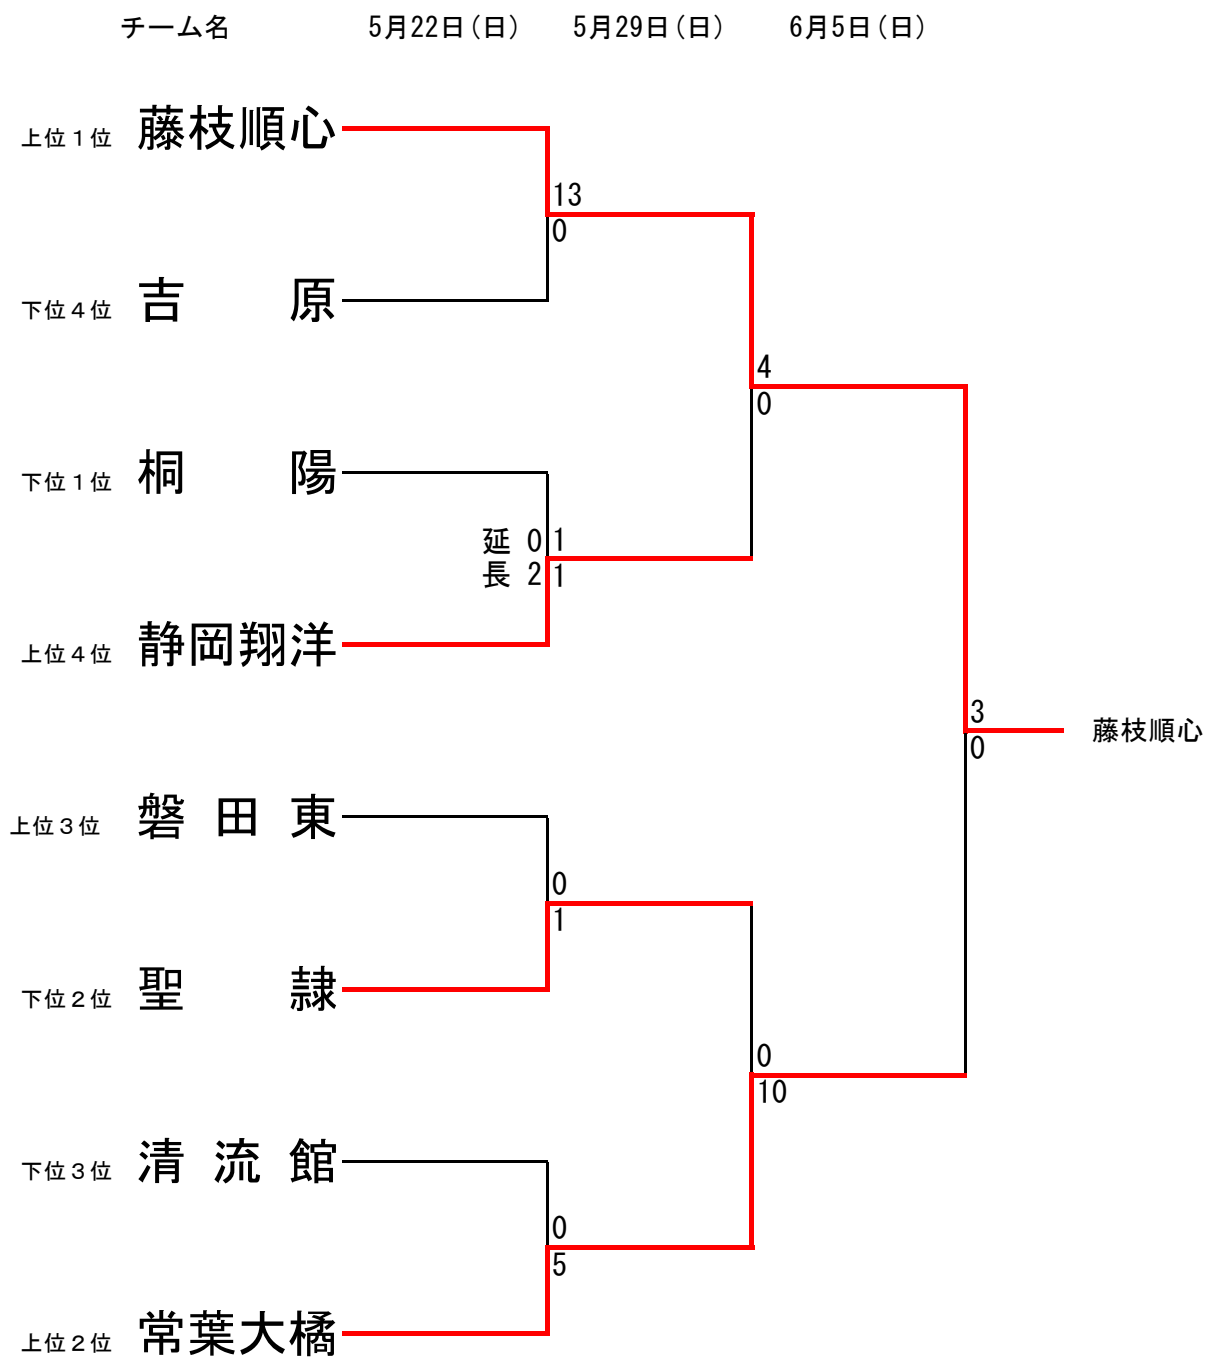 チーム名 5月22日(日) 5月29日(日) 6月5日(日)
上位1位 藤枝順心
13
0
下位4位 吉原
4
0
下位1位 桐陽
延 0 1
長 2 1
上位4位 静岡翔洋
3
0
藤枝順心
上位3位 磐田東
0
1
下位2位 聖隷
0
10
下位3位 清流館
0
5
上位2位 常葉大橘